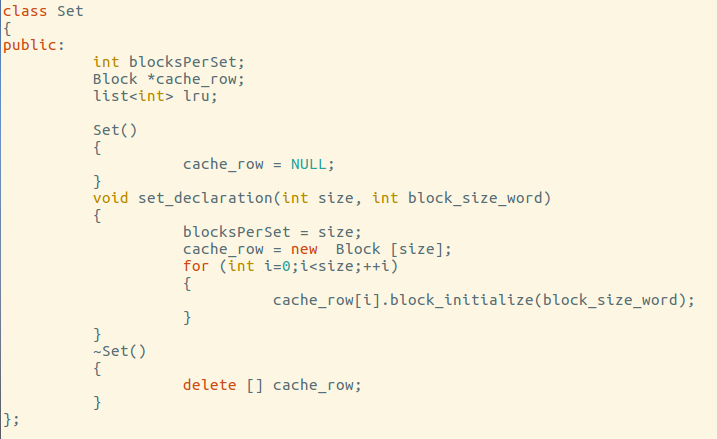 class Set
{
public:
int blocksPerSet;
Block *cache_row;
list<int> lru;
Set()
{
cache_row = NULL;
}
void set_declaration(int size, int block_size_word)
{
blocksPerSet = size;
cache_row = new  Block [size];
for (int i=0;i<size;++i)
{
cache_row[i].block_initialize(block_size_word);
}
}
~Set()
{
delete [] cache_row;
}
};